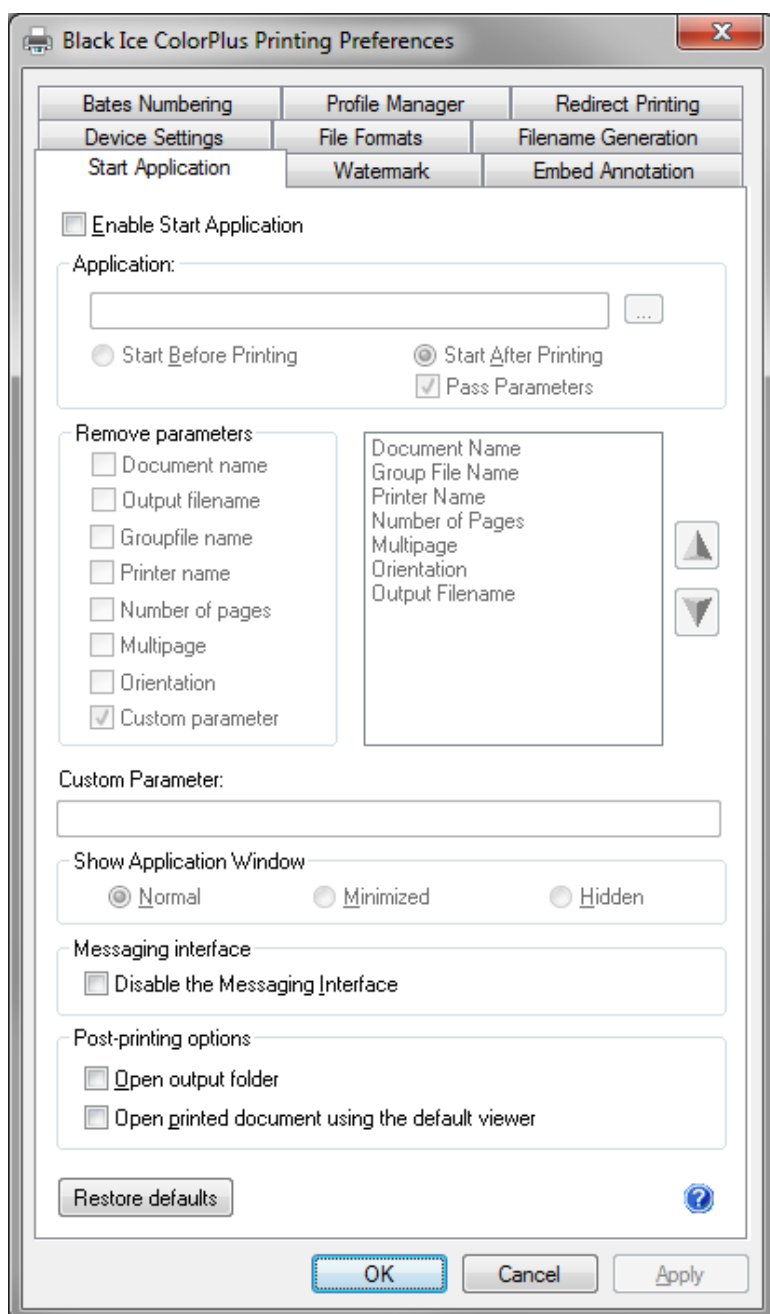 Black Ice ColorPlus Printing Preferences
X
Bates Numbering
Profile Manager
Redirect Printing
Device Settings
File Formats
Filename Generation
Start Application
Watermark
Embed Annotation
Enable Start Application
Application:
...
Start Before Printing
Start After Printing
Pass Parameters
Remove parameters
Document name
Output filename
Groupfile name
Printer name
Number of pages
Multipage
Orientation
Custom parameter
Document Name
Group File Name
Printer Name
Number of Pages
Multipage
Orientation
Output Filename
Custom Parameter:
Show Application Window
Normal
Minimized
Hidden
Messaging interface
Disable the Messaging Interface
Post-printing options
Open output folder
Open printed document using the default viewer
Restore defaults
?
OK
Cancel
Apply